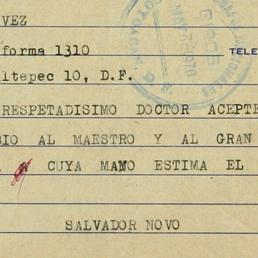 VEZ
forma 1310
TELE
ltepec 10, D.F.
RESPETADISIMO DOCTOR ACEPTE
IO AL MAESTRO Y AL GRAN
CUYA MANO ESTIMA EL
SALVADOR NOVO